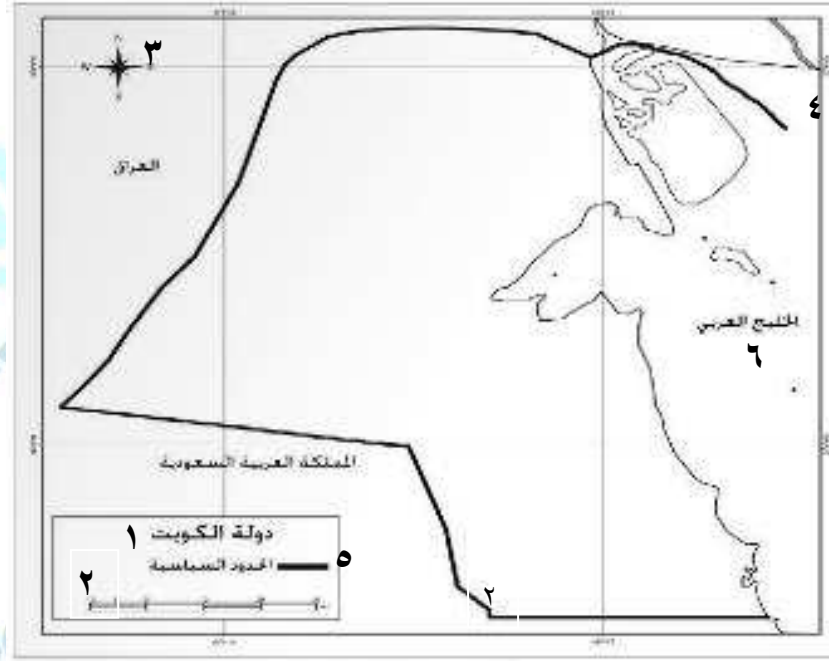 ٣
N
W
٤
العراق
الخليج العربي
٦
المملكة العربية السعودية
دولة الكويت ١
الحدود السياسية
٥
٢
٢